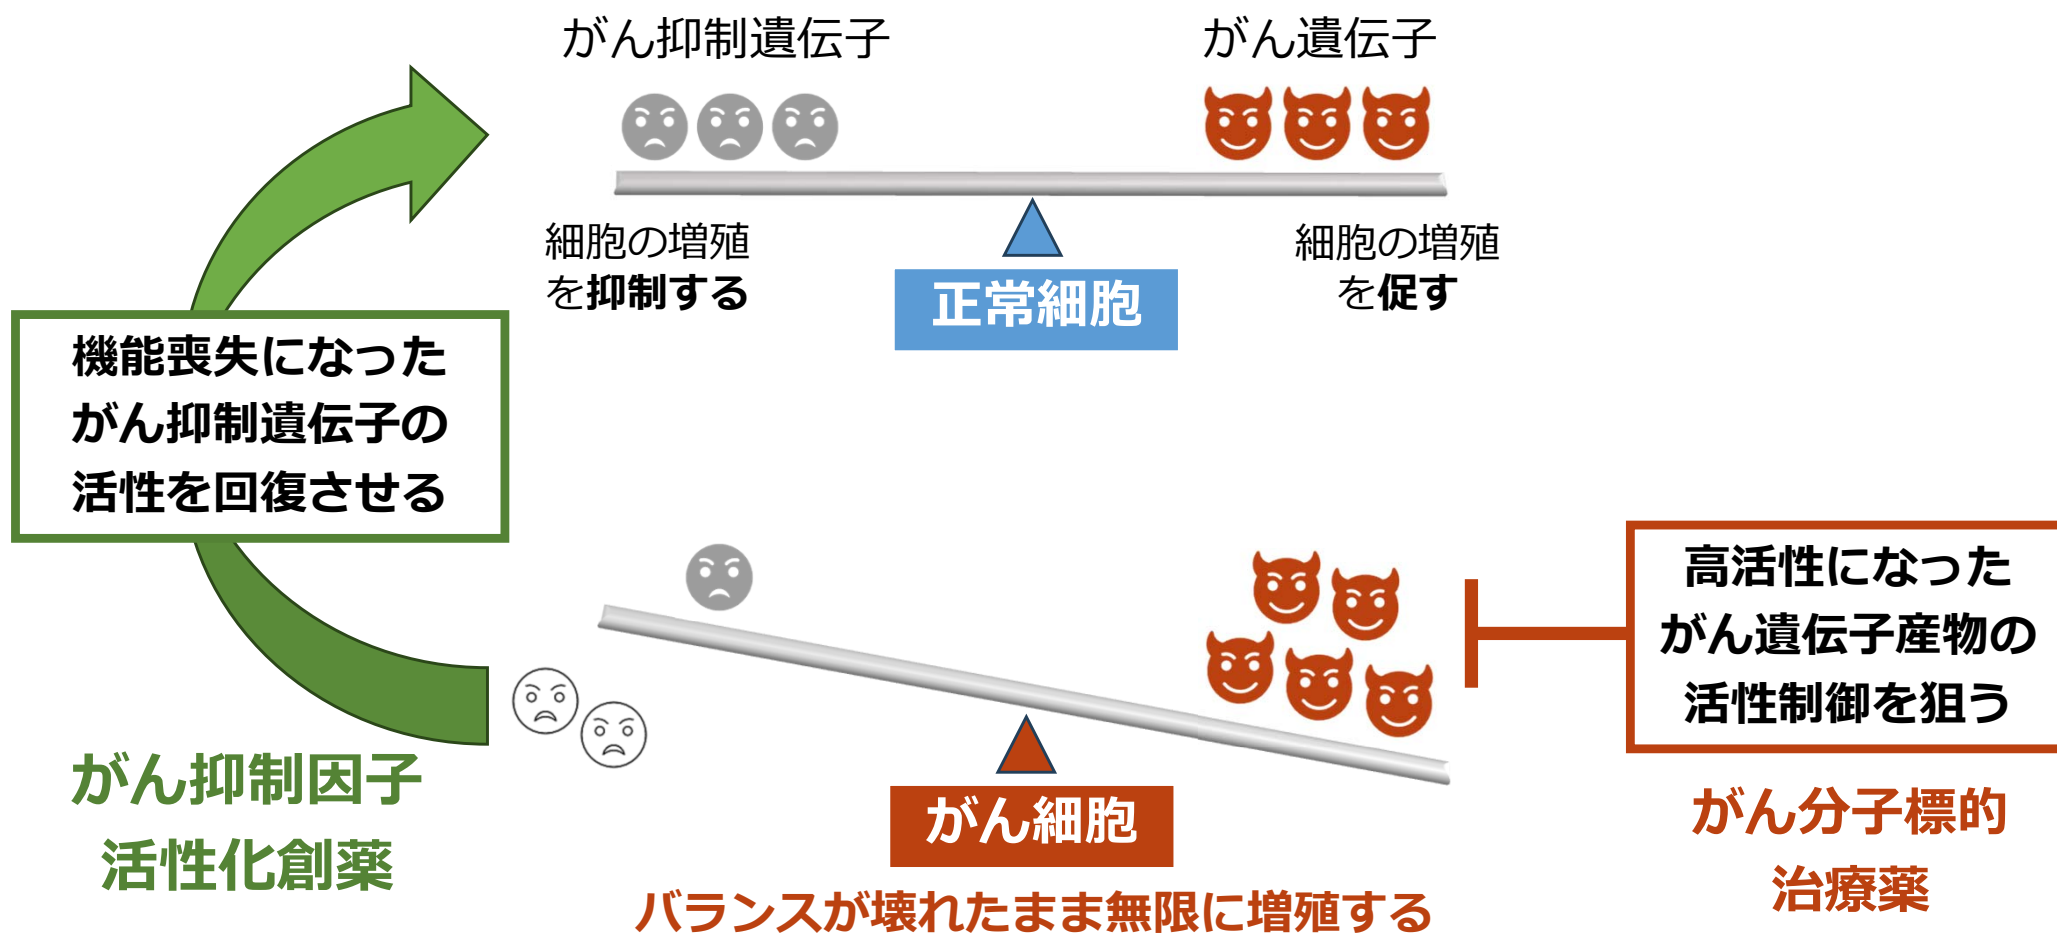 がん抑制遺伝子
がん遺伝子
細胞の増殖
を抑制する
細胞の増殖
を促す
正常細胞
機能喪失になった
がん抑制遺伝子の
活性を回復させる
高活性になった
がん遺伝子産物の
活性制御を狙う
がん抑制因子
活性化創薬
がん細胞
バランスが壊れたまま無限に増殖する
がん分子標的
治療薬